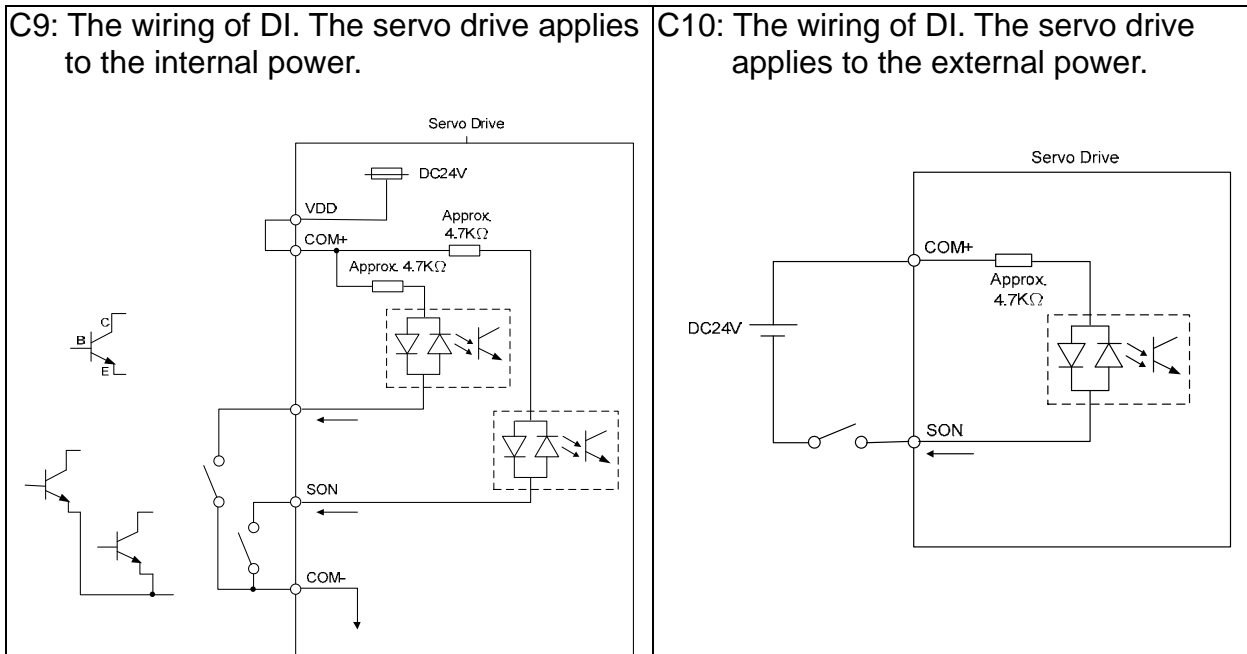 C9: The wiring of DI. The servo drive applies
to the internal power.
Servo Drive
DC24V
VDD
Approx.
4.7KΩ
COM+
Approx. 4.7KΩ
C
B
E
SON
COM-
C10: The wiring of DI. The servo drive
applies to the external power.
Servo Drive
COM+
Approx.
4.7KΩ
DC24V
SON